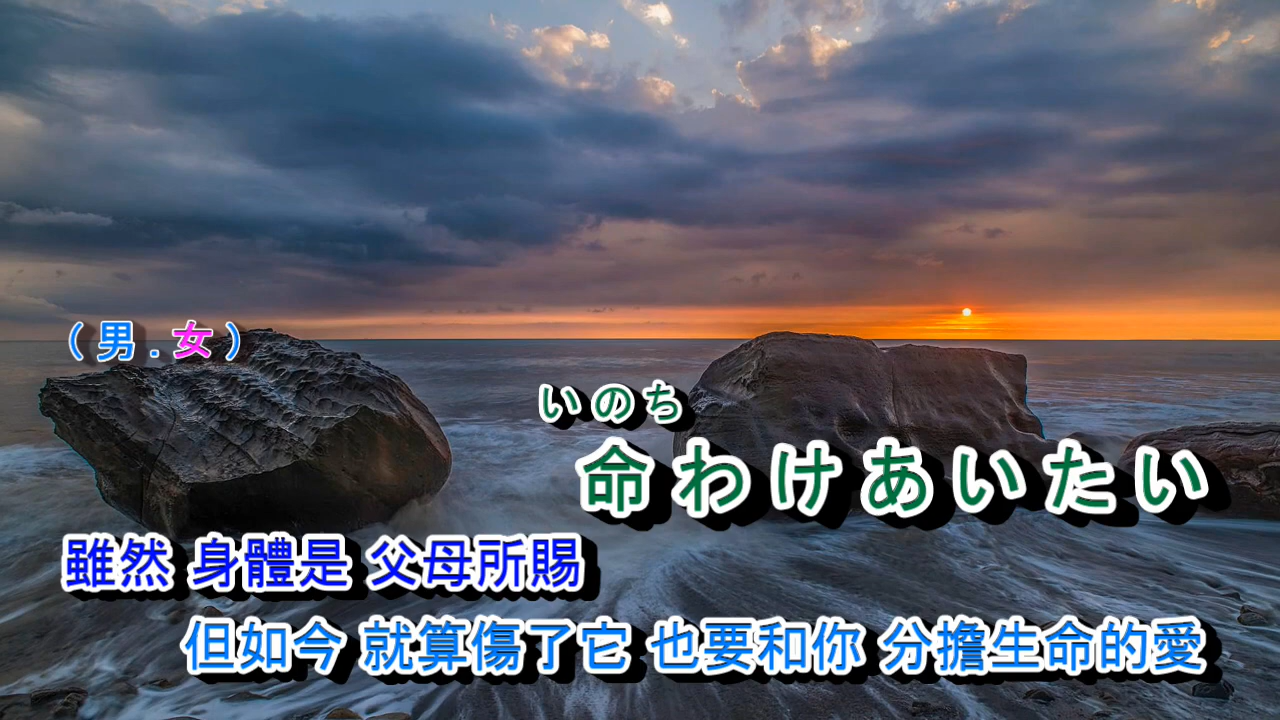 （男.女）
いのち
命わけあいたい
雖然 身體是 父母所賜
但如今 就算傷了它 也要和你 分擔生命的愛